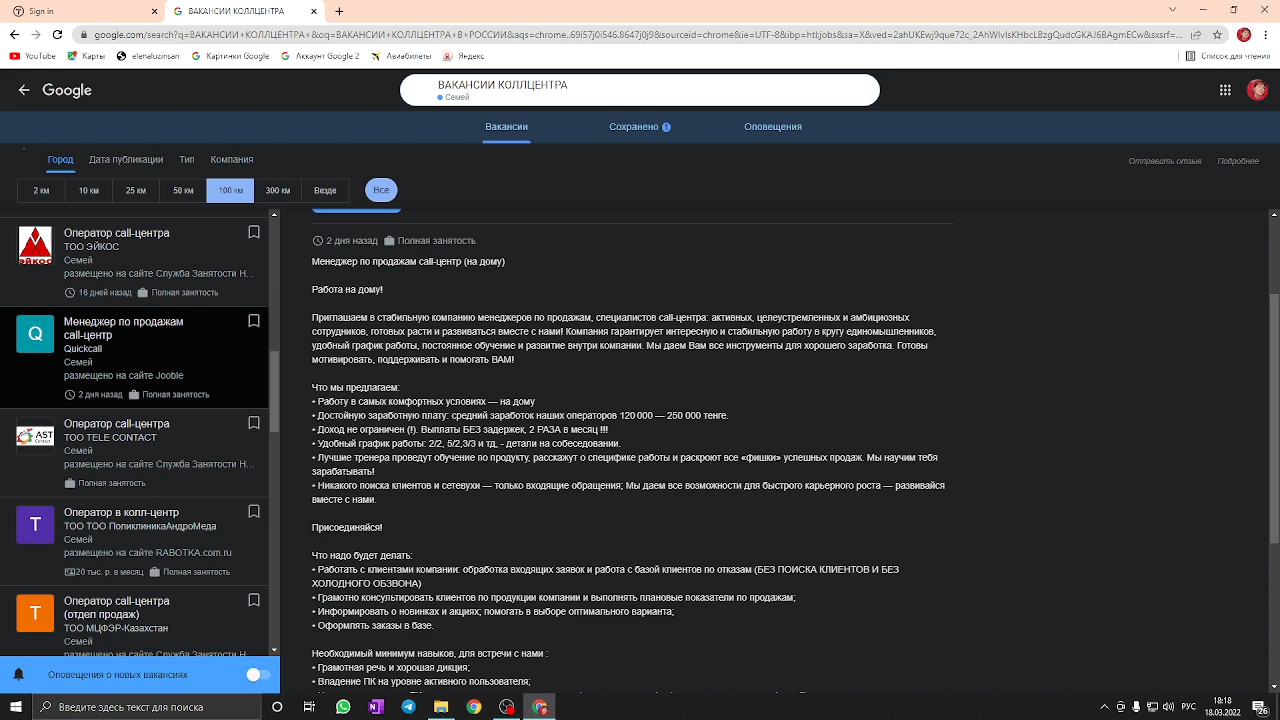 Sign in
ВАКАНСИИ КОЛЛЦЕНТРА
google.com/search?q=ВАКАНСИИ+КОЛЛЦЕНТРА+&oq=ВАКАНСИИ+КОЛЛЦЕНТРА+В+РОССИИ&aqs=chrome..69i57j0i546.8647j0j9&sourceid=chrome&ie=UTF-8&ibp=htl;jobs&sa=X&ved=2ahUKEwj9que72c_2AhWIvIsKHbcLBzgQudcGKAJ6BAgmECw&sxsrf=...
YouTube
Карты
elenaluzinsarl
Картинки Google
Аккаунт Google 2
Авиабилеты
Яндекс
Список для чтения
Google
ВАКАНСИИ КОЛЛЦЕНТРА
Семей
Вакансии
Сохранено 1
Оповещения
Город
Дата публикации
Тип
Компания
Отправить отзыв
Подробнее
2 км
10 км
25 км
50 км
100 км
300 км
Везде
Все
Оператор call-центра
ТОО ЭЙКОС
Семей
размещено на сайте Служба Занятости Н...
16 дней назад Полная занятость
эйкос
Менеджер по продажам
call-центр
Quickcall
Семей
размещено на сайте Jooble
2 дня назад Полная занятость
Q
Оператор call-центра
ТОО TELE CONTACT
Семей
размещено на сайте Служба Занятости Н...
Полная занятость
AST
Contact
Оператор в колл-центр
ТОО ТОО ПоликлиникаАндроМеда
Семей
размещено на сайте RABOTKA.com.ru
20 тыс. р. в месяц Полная занятость
T
Оператор call-центра
(отдел продаж)
ТОО МЦФЭР-Казахстан
Семей
размещено на сайте Служба Занятости Н...
T
Оповещения о новых вакансиях
2 дня назад Полная занятость
Менеджер по продажам call-центр (на дому)
Работа на дому!
Приглашаем в стабильную компанию менеджеров по продажам, специалистов call-центра: активных, целеустремленных и амбициозных
сотрудников, готовых расти и развиваться вместе с нами! Компания гарантирует интересную и стабильную работу в кругу единомышленников,
удобный график работы, постоянное обучение и развитие внутри компании. Мы даем Вам все инструменты для хорошего заработка. Готовы
мотивировать, поддерживать и помогать ВАМ!
Что мы предлагаем:
• Работу в самых комфортных условиях — на дому
• Достойную заработную плату: средний заработок наших операторов 120 000 — 250 000 тенге.
• Доход не ограничен (!). Выплаты БЕЗ задержек, 2 РАЗА в месяц !!!
• Удобный график работы: 2/2, 5/2,3/3 и тд, - детали на собеседовании.
• Лучшие тренера проведут обучение по продукту, расскажут о специфике работы и раскроют все «фишки» успешных продаж. Мы научим тебя
зарабатывать!
• Никакого поиска клиентов и сетевухи — только входящие обращения; Мы даем все возможности для быстрого карьерного роста — развивайся
вместе с нами.
Присоединяйся!
Что надо будет делать:
• Работать с клиентами компании: обработка входящих заявок и работа с базой клиентов по отказам (БЕЗ ПОИСКА КЛИЕНТОВ И БЕЗ
ХОЛОДНОГО ОБЗВОНА)
• Грамотно консультировать клиентов по продукции компании и выполнять плановые показатели по продажам;
• Информировать о новинках и акциях; помогать в выборе оптимального варианта;
• Оформлять заказы в базе.
Необходимый минимум навыков, для встречи с нами :
• Грамотная речь и хорошая дикция;
• Владение ПК на уровне активного пользователя;
Введите здесь текст для поиска
РУС
18:18
18.03.2022
26